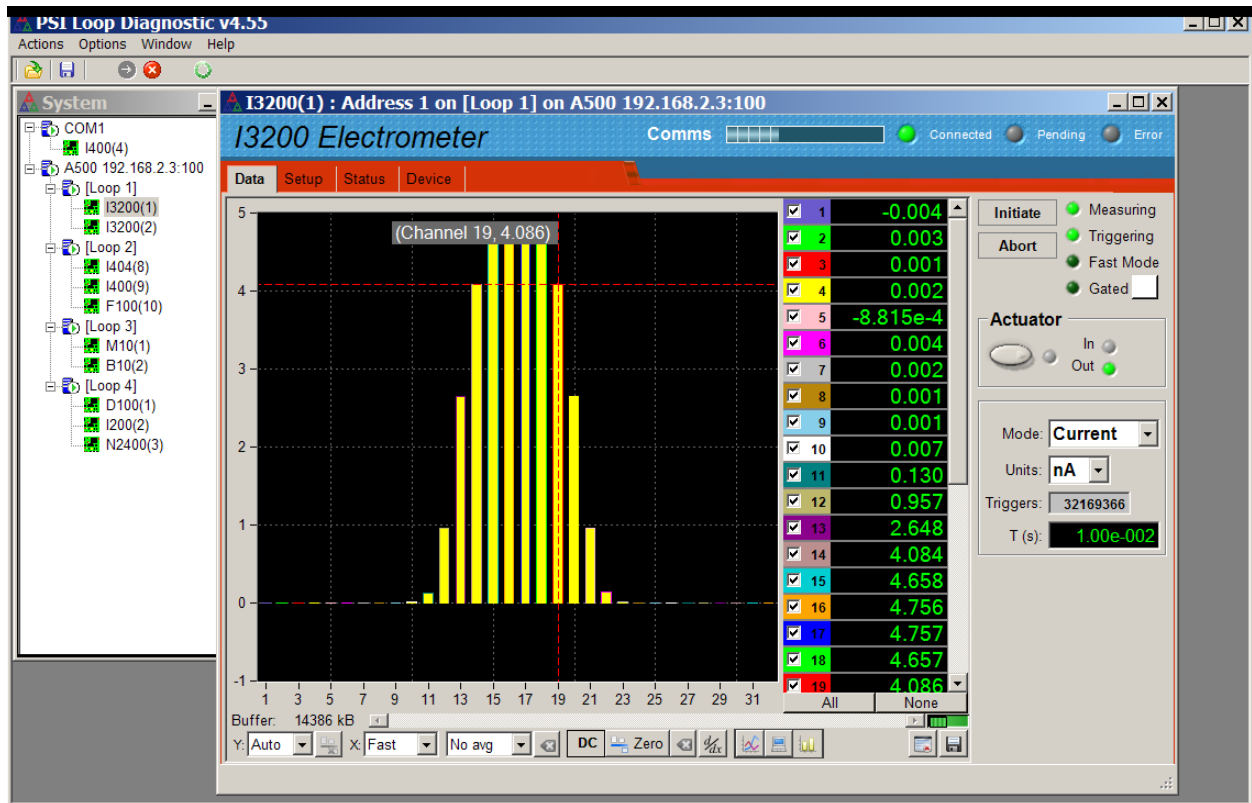 PSI Loop Diagnostic v4.55
Actions Options Window Help
System
COM1
I400(4)
A500 192.168.2.3:100
[Loop 1]
I3200(1)
I3200(2)
[Loop 2]
I404(8)
I400(9)
F100(10)
[Loop 3]
M10(1)
B10(2)
[Loop 4]
D100(1)
I200(2)
N2400(3)
I3200(1) : Address 1 on [Loop 1] on A500 192.168.2.3:100
I3200 Electrometer
Comms
Connected Pending Error
Data Setup Status Device
5
4
3
2
1
0
-1
(Channel 19, 4.086)
1 3 5 7 9 11 13 15 17 19 21 23 25 27 29 31
1 -0.004
2 0.003
3 0.001
4 0.002
5 -8.815e-4
6 0.004
7 0.002
8 0.001
9 0.001
10 0.007
11 0.130
12 0.957
13 2.648
14 4.084
15 4.658
16 4.756
17 4.757
18 4.657
19 4.086
All None
Initiate
Abort
Measuring
Triggering
Fast Mode
Gated
Actuator
In
Out
Mode: Current
Units: nA
Triggers: 32169366
T (s): 1.00e-002
Buffer: 14386 kB
Y: Auto X: Fast No avg DC Zero d/dx